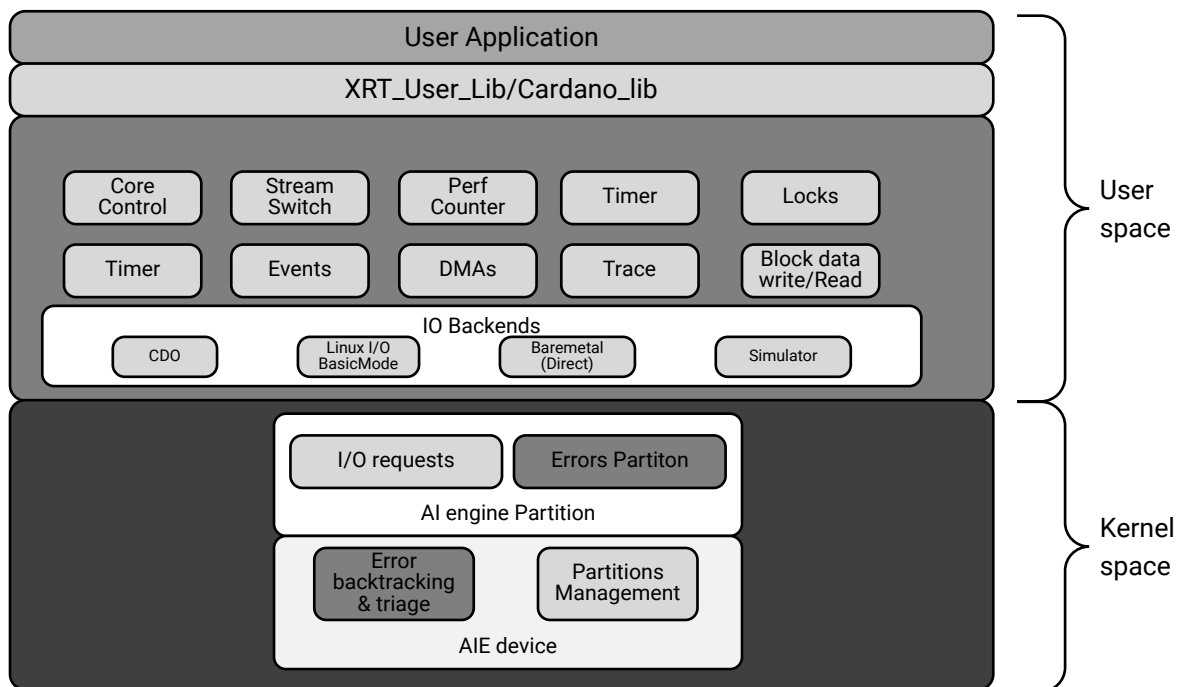 User Application
XRT_User_Lib/Cardano_lib
Core
Control
Stream
Switch
Perf
Counter
Timer
Locks
Timer
Events
DMAs
Trace
Block data
write/Read
IO Backends
CDO
Linux I/O
BasicMode
Baremetal
(Direct)
Simulator
User
space
I/O requests
Errors Partiton
AI engine Partition
Error
backtracking
& triage
Partitions
Management
AIE device
Kernel
space